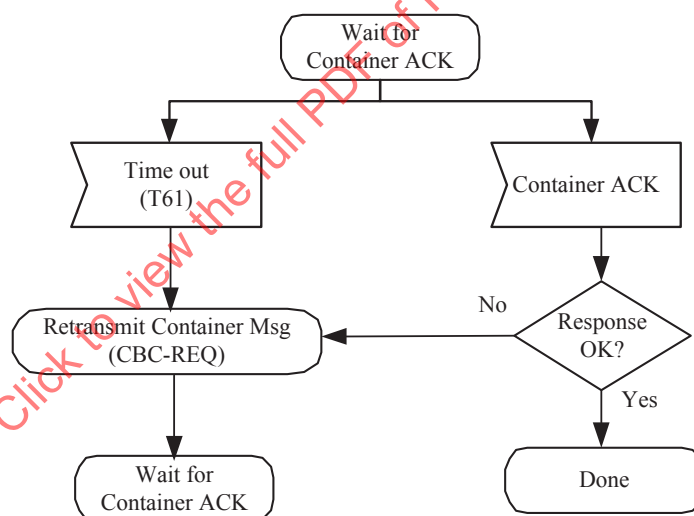 Wait for
Container ACK
Time out
(T61)
Container ACK
Retransmit Container Msg
(CBC-REQ)
No
Response
OK?
Yes
Wait for
Container ACK
Done
Click to view the full PDF of